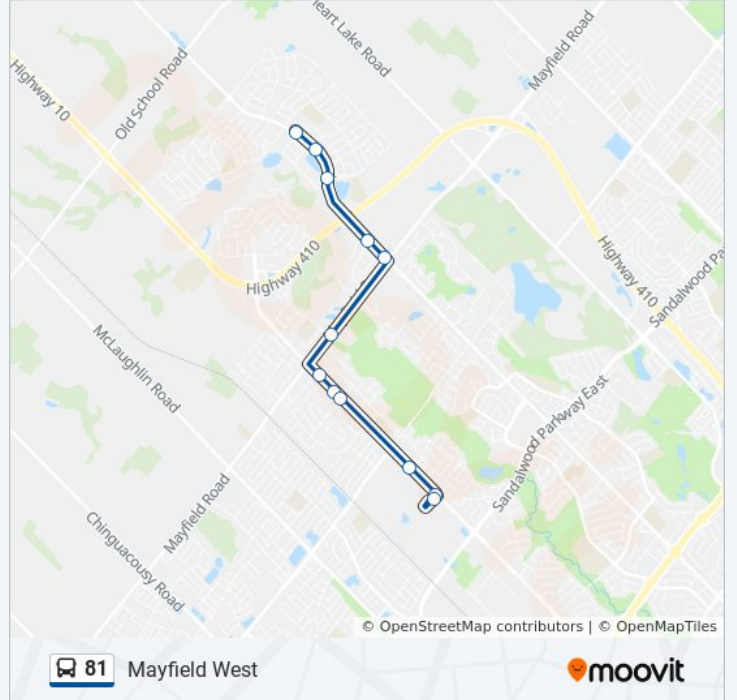 Heart Lake Road
Mayfield Road
Old School Road
Highway 10
Highway 410
Highway 410
Sandalwood Pa
McLaughlin Road
Sandalwood Parkway East
Mayfield Road
Chinguacousy Road
© OpenStreetMap contributors | © OpenMapTiles
81 Mayfield West
moovit